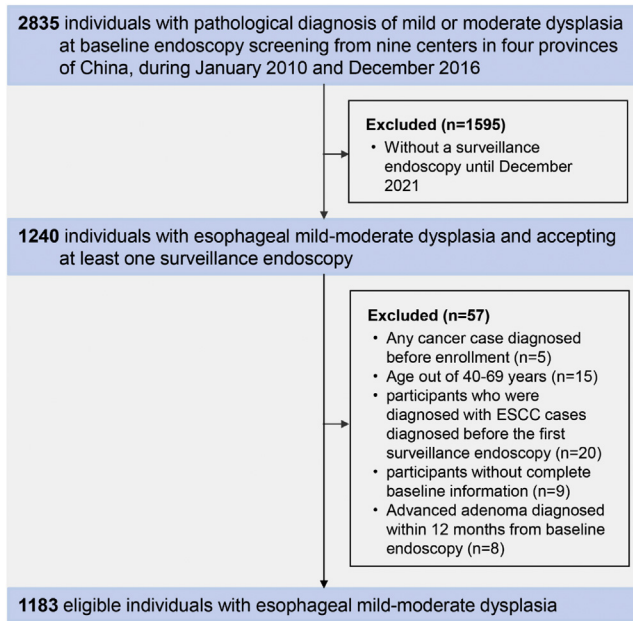 2835 individuals with pathological diagnosis of mild or moderate dysplasia
at baseline endoscopy screening from nine centers in four provinces
of China, during January 2010 and December 2016
Excluded (n=1595)
• Without a surveillance
endoscopy until December
2021
1240 individuals with esophageal mild-moderate dysplasia and accepting
at least one surveillance endoscopy
Excluded (n=57)
• Any cancer case diagnosed
before enrollment (n=5)
• Age out of 40-69 years (n=15)
• participants who were
diagnosed with ESCC cases
diagnosed before the first
surveillance endoscopy (n=20)
• participants without complete
baseline information (n=9)
• Advanced adenoma diagnosed
within 12 months from baseline
endoscopy (n=8)
1183 eligible individuals with esophageal mild-moderate dysplasia